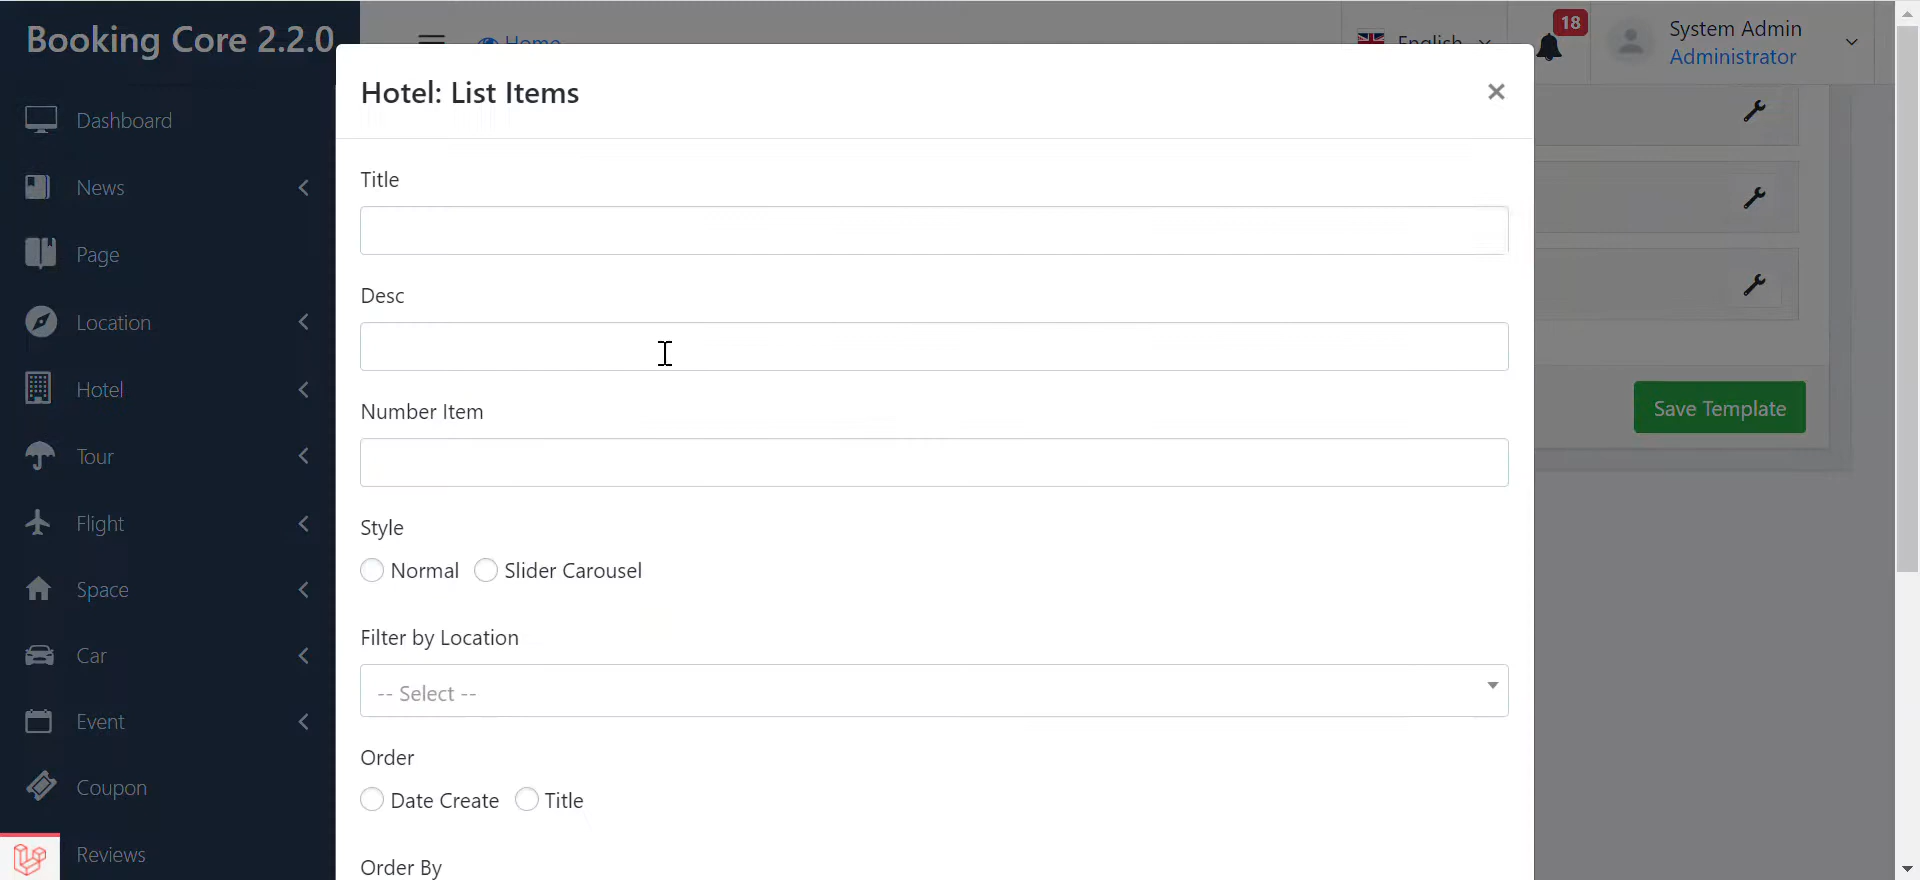 Booking Core 2.2.0
Home
English
18
System Admin
Administrator
Dashboard
News
Page
Location
Hotel
Tour
Flight
Space
Car
Event
Coupon
Reviews
Hotel: List Items
×
Title
Desc
Number Item
Style
Normal
Slider Carousel
Filter by Location
-- Select --
Order
Date Create
Title
Order By
Save Template